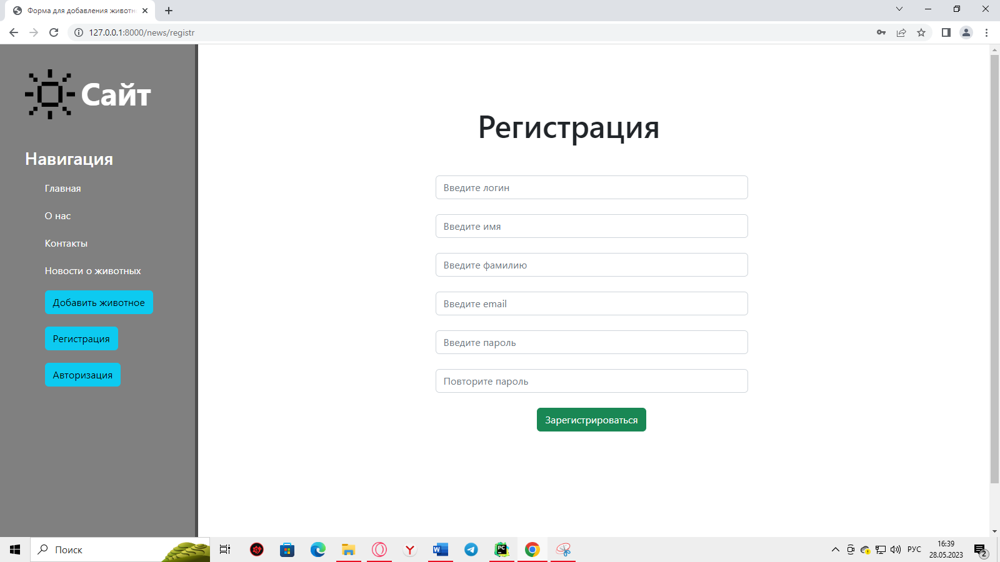 Форма для добавления животн
127.0.0.1:8000/news/registr
Сайт
Навигация
Главная
О нас
Контакты
Новости о животных
Добавить животное
Регистрация
Авторизация
Регистрация
Введите логин
Введите имя
Введите фамилию
Введите email
Введите пароль
Повторите пароль
Зарегистрироваться
Поиск
W
PC
РУС
16:39
28.05.2023
2